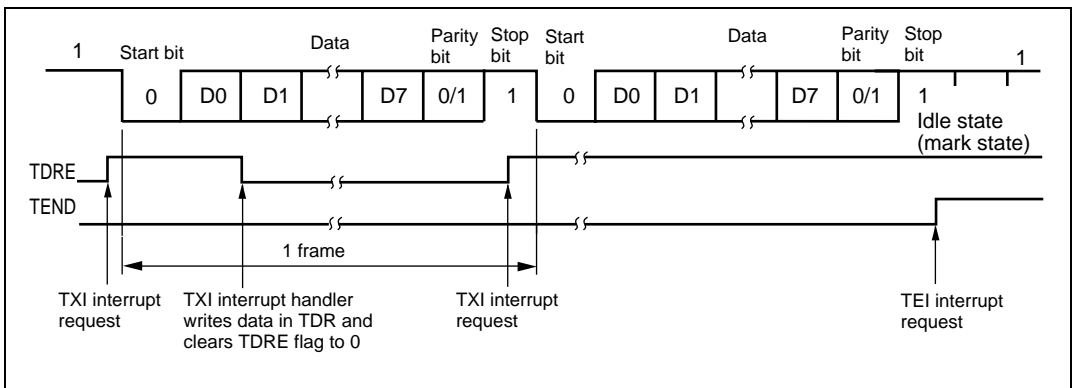 1
Start bit
Data
Parity
bit
Stop
bit
Start
bit
Data
Parity
bit
Stop
bit
1
0 D0 D1 D7 0/1 1 0 D0 D1 D7 0/1 1
Idle state
(mark state)
TDRE
TEND
1 frame
TXI interrupt
request
TXI interrupt handler
writes data in TDR and
clears TDRE flag to 0
TXI interrupt
request
TEI interrupt
request